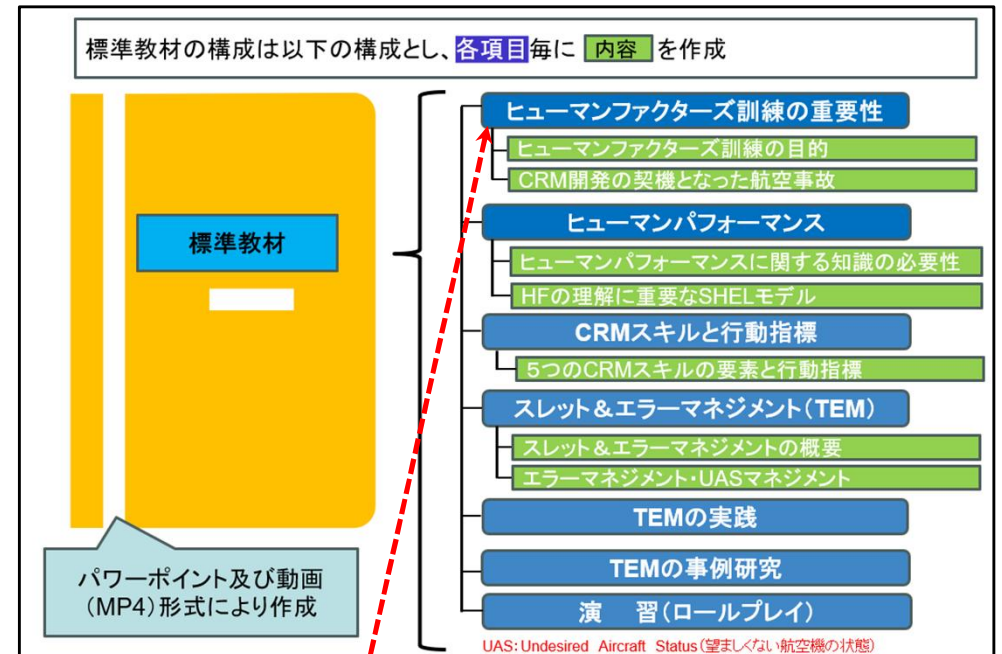 標準教材の構成は以下の構成とし、各項目毎に 内容 を作成
標準教材
パワーポイント及び動画
(MP4)形式により作成
ヒューマンファクターズ訓練の重要性
ヒューマンファクターズ訓練の目的
CRM開発の契機となった航空事故
ヒューマンパフォーマンス
ヒューマンパフォーマンスに関する知識の必要性
HFの理解に重要なSHELモデル
CRMスキルと行動指標
5つのCRMスキルの要素と行動指標
スレット&エラーマネジメント(TEM)
スレット&エラーマネジメントの概要
エラーマネジメント・UASマネジメント
TEMの実践
TEMの事例研究
演　習(ロールプレイ)
UAS:Undesired Aircraft Status(望ましくない航空機の状態)